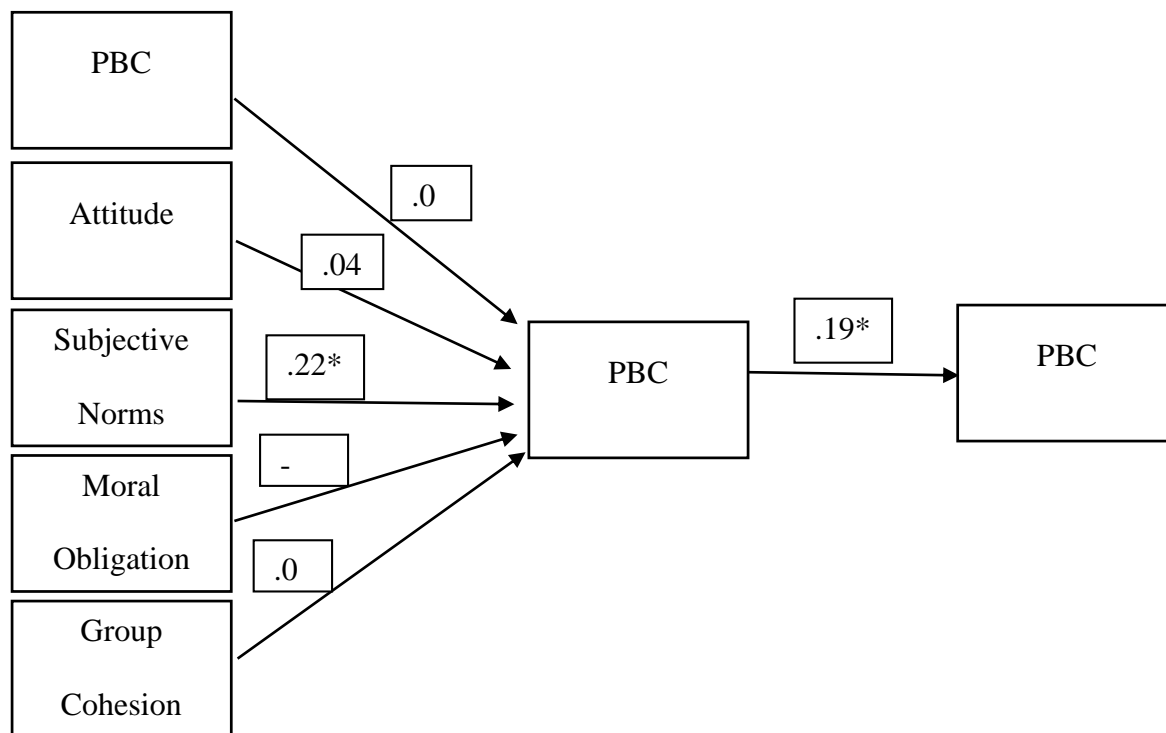 PBC
Attitude
Subjective
Norms
Moral
Obligation
Group
Cohesion
.0
.04
.22*
-
.0
PBC
.19*
PBC